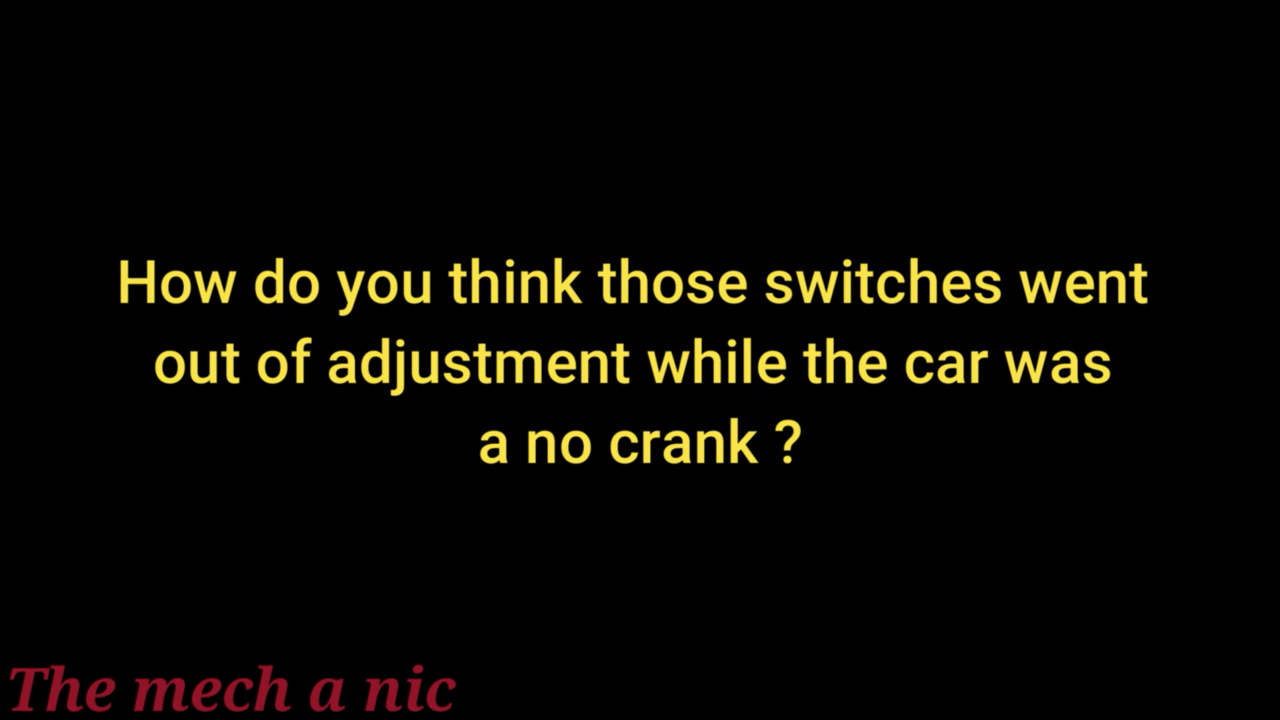 How do you think those switches went
out of adjustment while the car was
a no crank ?
The mech a nic